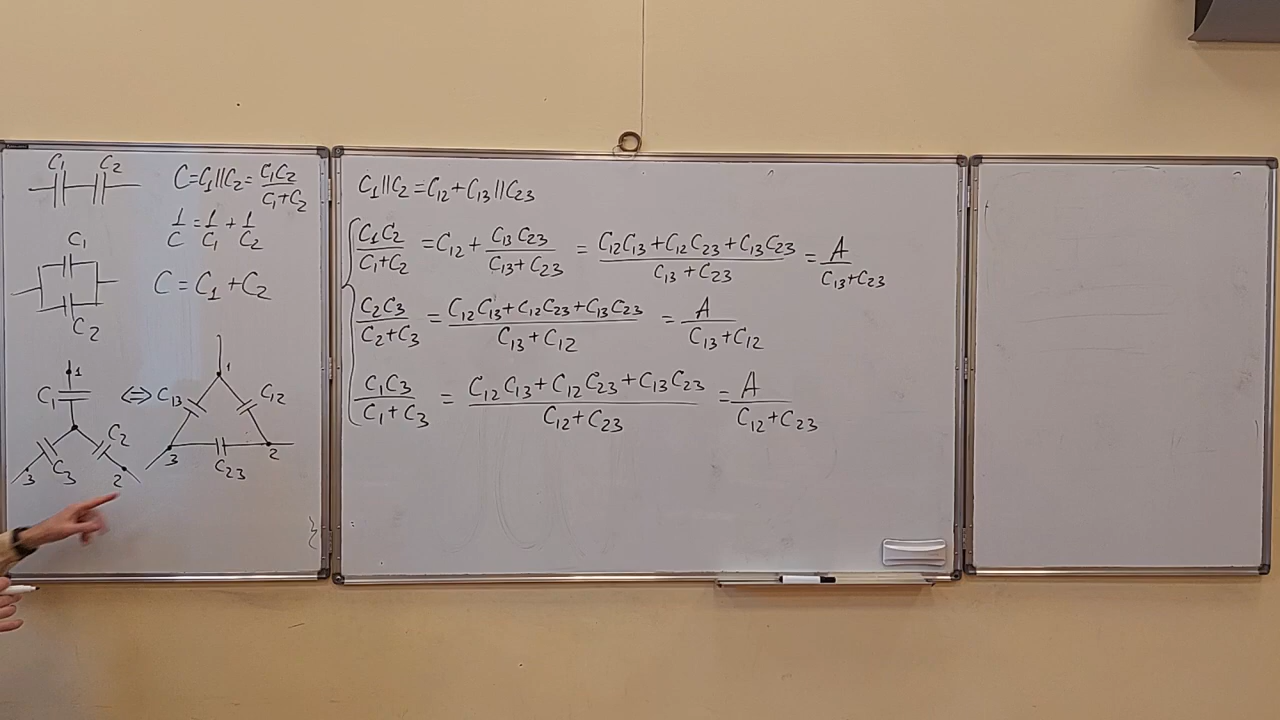 C₁ C₂
C=C₁||C₂=C₁C₂/(C₁+C₂)
1/C=1/C₁+1/C₂
C₁
C=C₁+C₂
C₂
1
C₁
C₂
C₃
3
2
⇔
1
C₁₃
C₁₂
3
2
C₂₃
C₁||C₂=C₁₂+C₁₃||C₂₃
C₁C₂/(C₁+C₂)=C₁₂+C₁₃C₂₃/(C₁₃+C₂₃)=(C₁₂C₁₃+C₁₂C₂₃+C₁₃C₂₃)/(C₁₃+C₂₃)=A/(C₁₃+C₂₃)
C₂C₃/(C₂+C₃)=(C₁₂C₁₃+C₁₂C₂₃+C₁₃C₂₃)/(C₁₃+C₁₂)=A/(C₁₃+C₁₂)
C₁C₃/(C₁+C₃)=(C₁₂C₁₃+C₁₂C₂₃+C₁₃C₂₃)/(C₁₂+C₂₃)=A/(C₁₂+C₂₃)